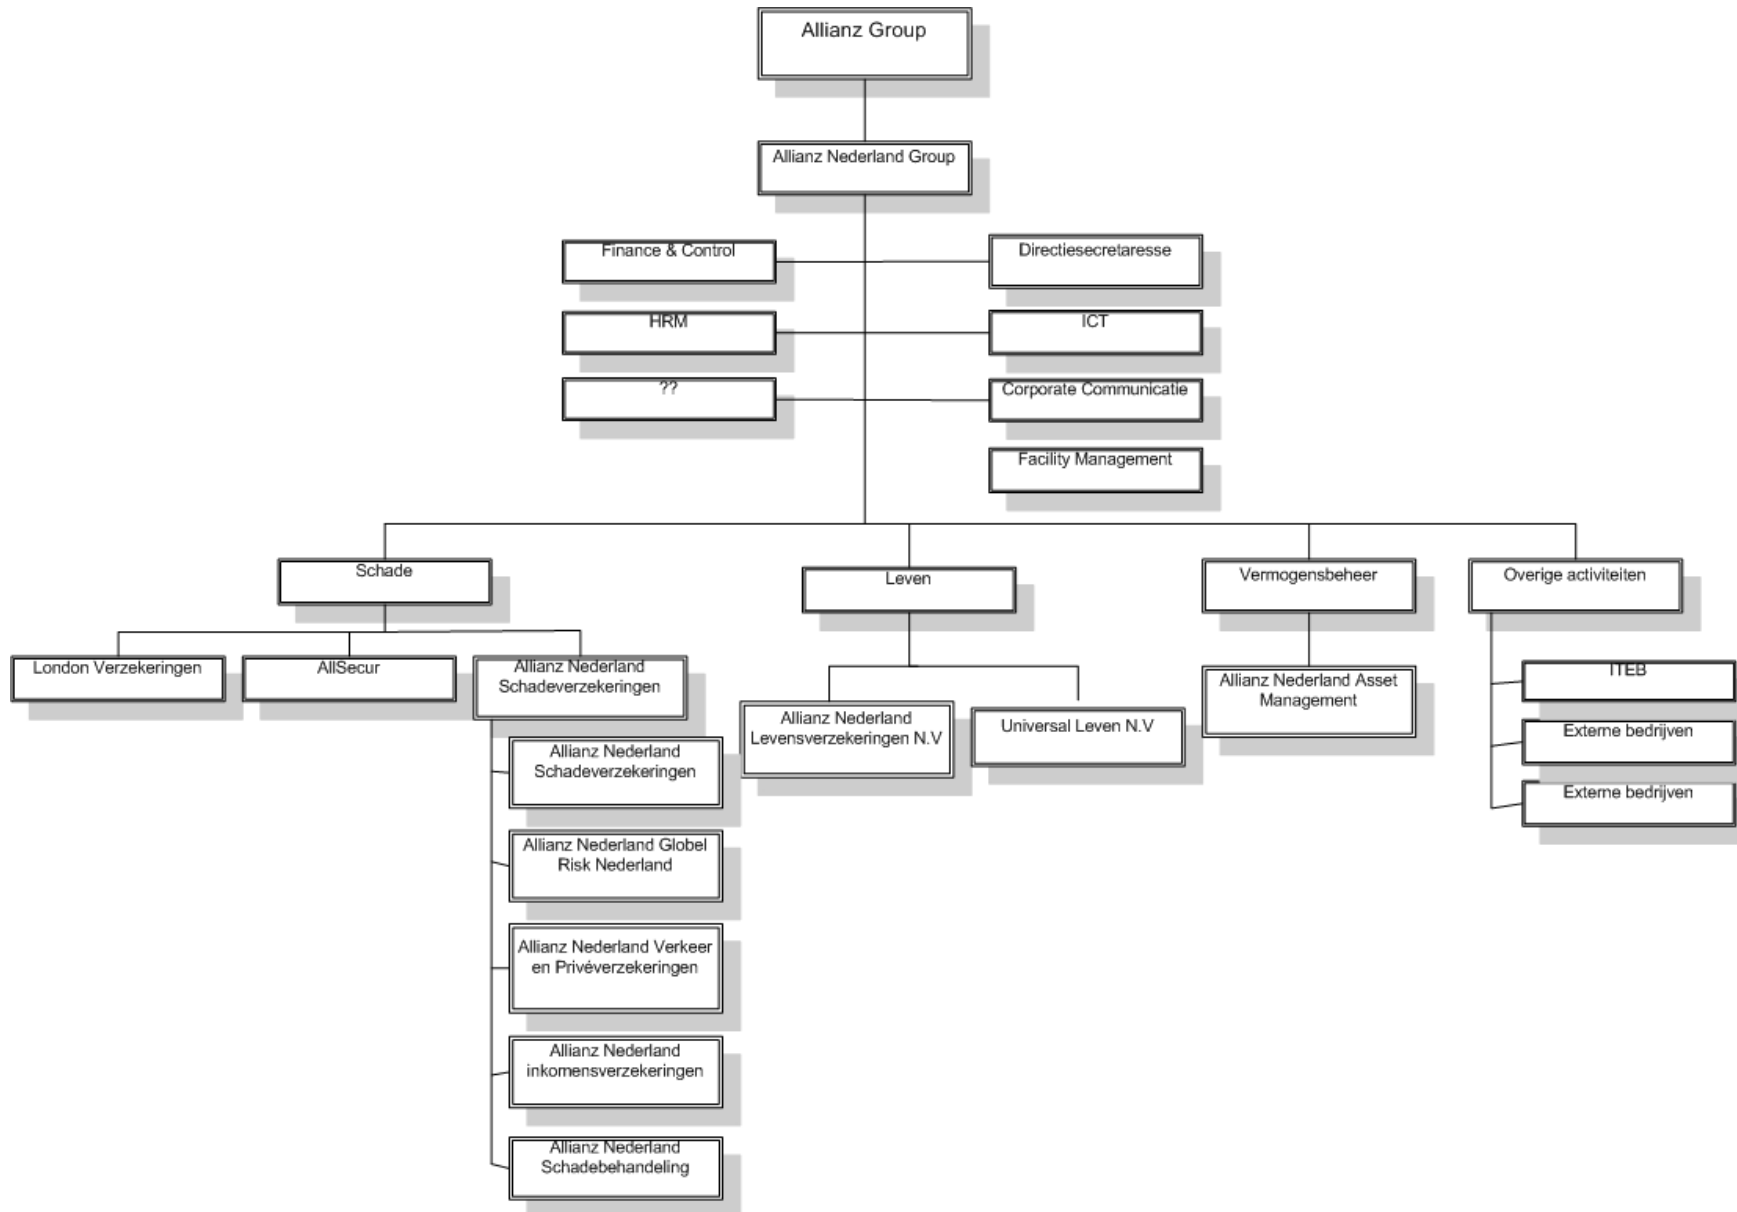 Allianz Group
Allianz Nederland Group
Finance & Control
Directiesecretaresse
HRM
ICT
??
Corporate Communicatie
Facility Management
Schade
Leven
Vermogensbeheer
Overige activiteiten
London Verzekeringen
AllSecur
Allianz Nederland
Schadeverzekeringen
Allianz Nederland
Schadeverzekeringen
Allianz Nederland Globel
Risk Nederland
Allianz Nederland Verkeer
en Privéverzekeringen
Allianz Nederland
inkomensverzekeringen
Allianz Nederland
Schadebehandeling
Allianz Nederland
Levensverzekeringen N.V
Universal Leven N.V
Allianz Nederland Asset
Management
ITEB
Externe bedrijven
Externe bedrijven